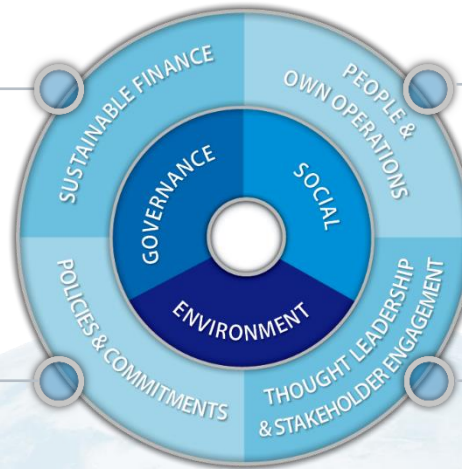 SUSTAINABLE FINANCE
PEOPLE &
OWN OPERATIONS
GOVERNANCE
SOCIAL
ENVIRONMENT
POLICIES & COMMITMENTS
THOUGHT LEADERSHIP
& STAKEHOLDER ENGAGEMENT